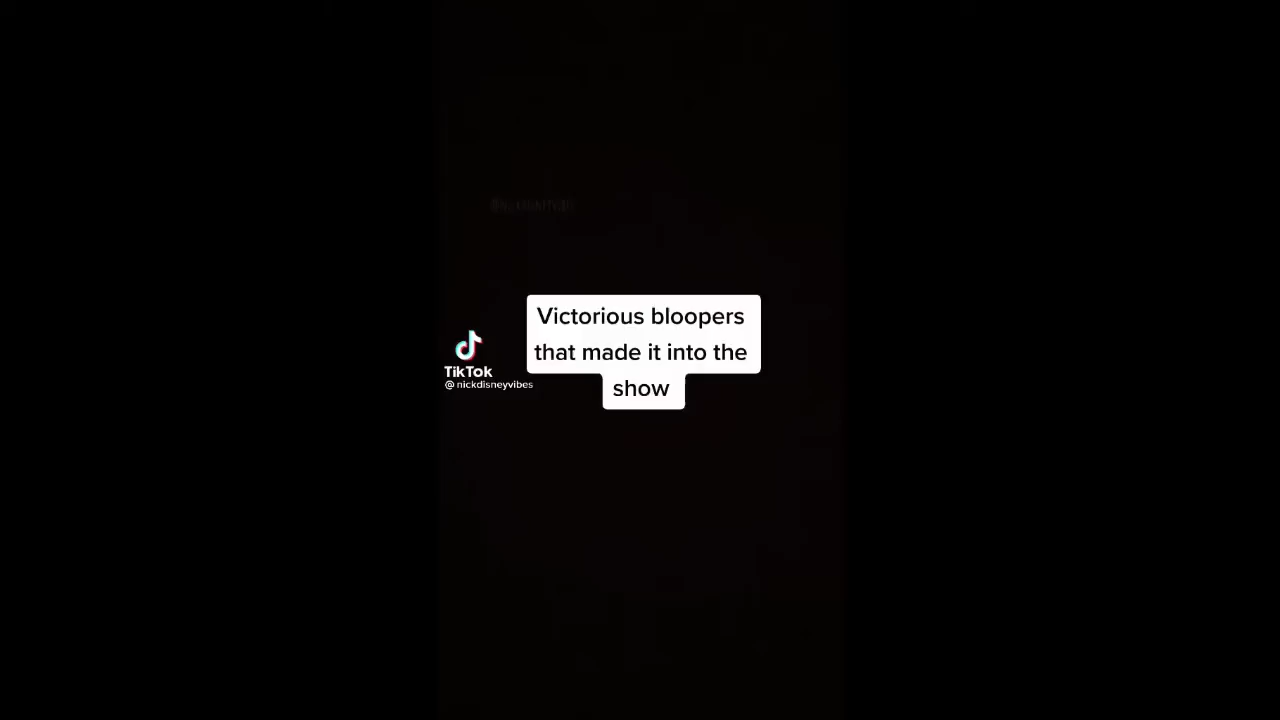 Victorious bloopers
that made it into the
show
TikTok
@nickdisneyvibes